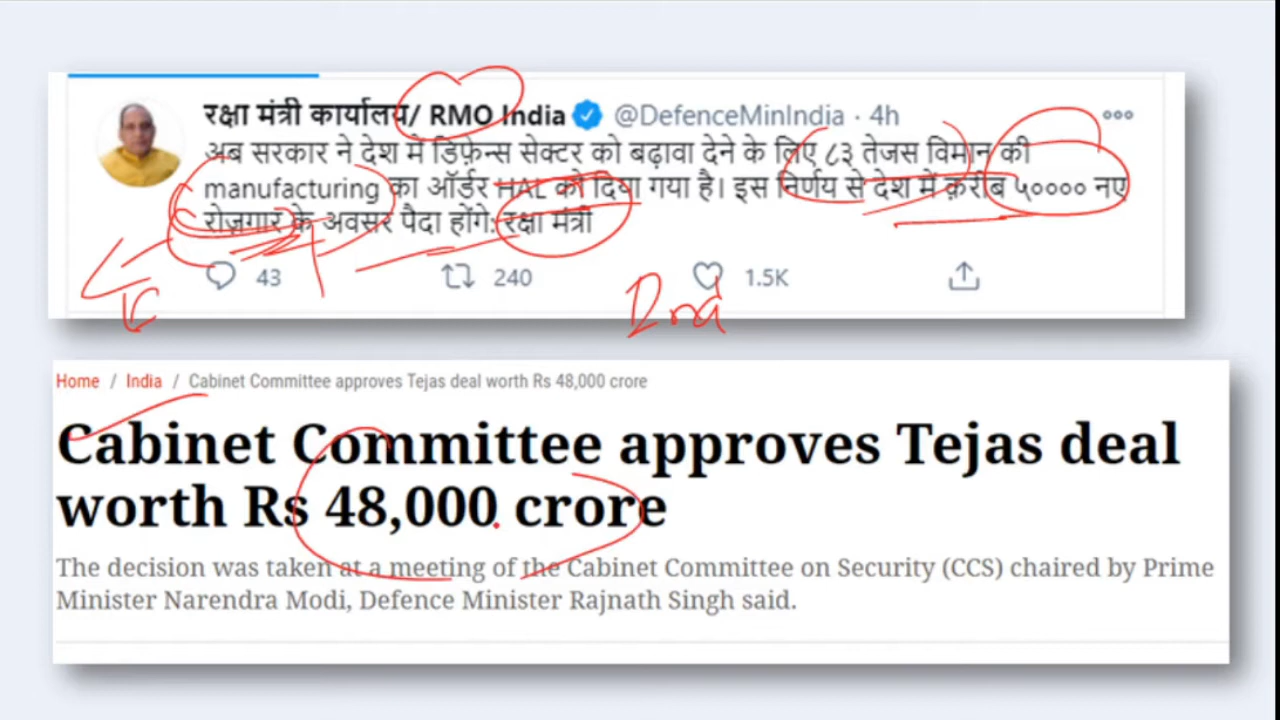 रक्षा मंत्री कार्यालय/ RMO India @DefenceMinIndia · 4h
अब सरकार ने देश में डिफ़ेन्स सेक्टर को बढ़ावा देने के लिए ८३ तेजस विमान की
manufacturing का ऑर्डर HAL को दिया गया है। इस निर्णय से देश में क़रीब ५०००० नए
रोज़गार के अवसर पैदा होंगे: रक्षा मंत्री
43 240 1.5K
2nd
Home / India / Cabinet Committee approves Tejas deal worth Rs 48,000 crore
Cabinet Committee approves Tejas deal
worth Rs 48,000 crore
The decision was taken at a meeting of the Cabinet Committee on Security (CCS) chaired by Prime
Minister Narendra Modi, Defence Minister Rajnath Singh said.